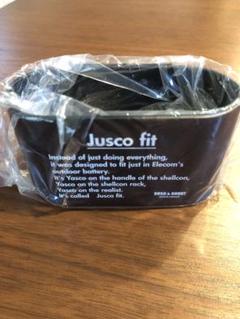 Jusco fit
Instead of just doing everything,
it was designed to fit just in Elecom's
outdoor battery.
It's Yasco on the handle of the shellcon,
Yasco on the shellcon rack,
Yasco on the realist.
It's called Jusco fit.